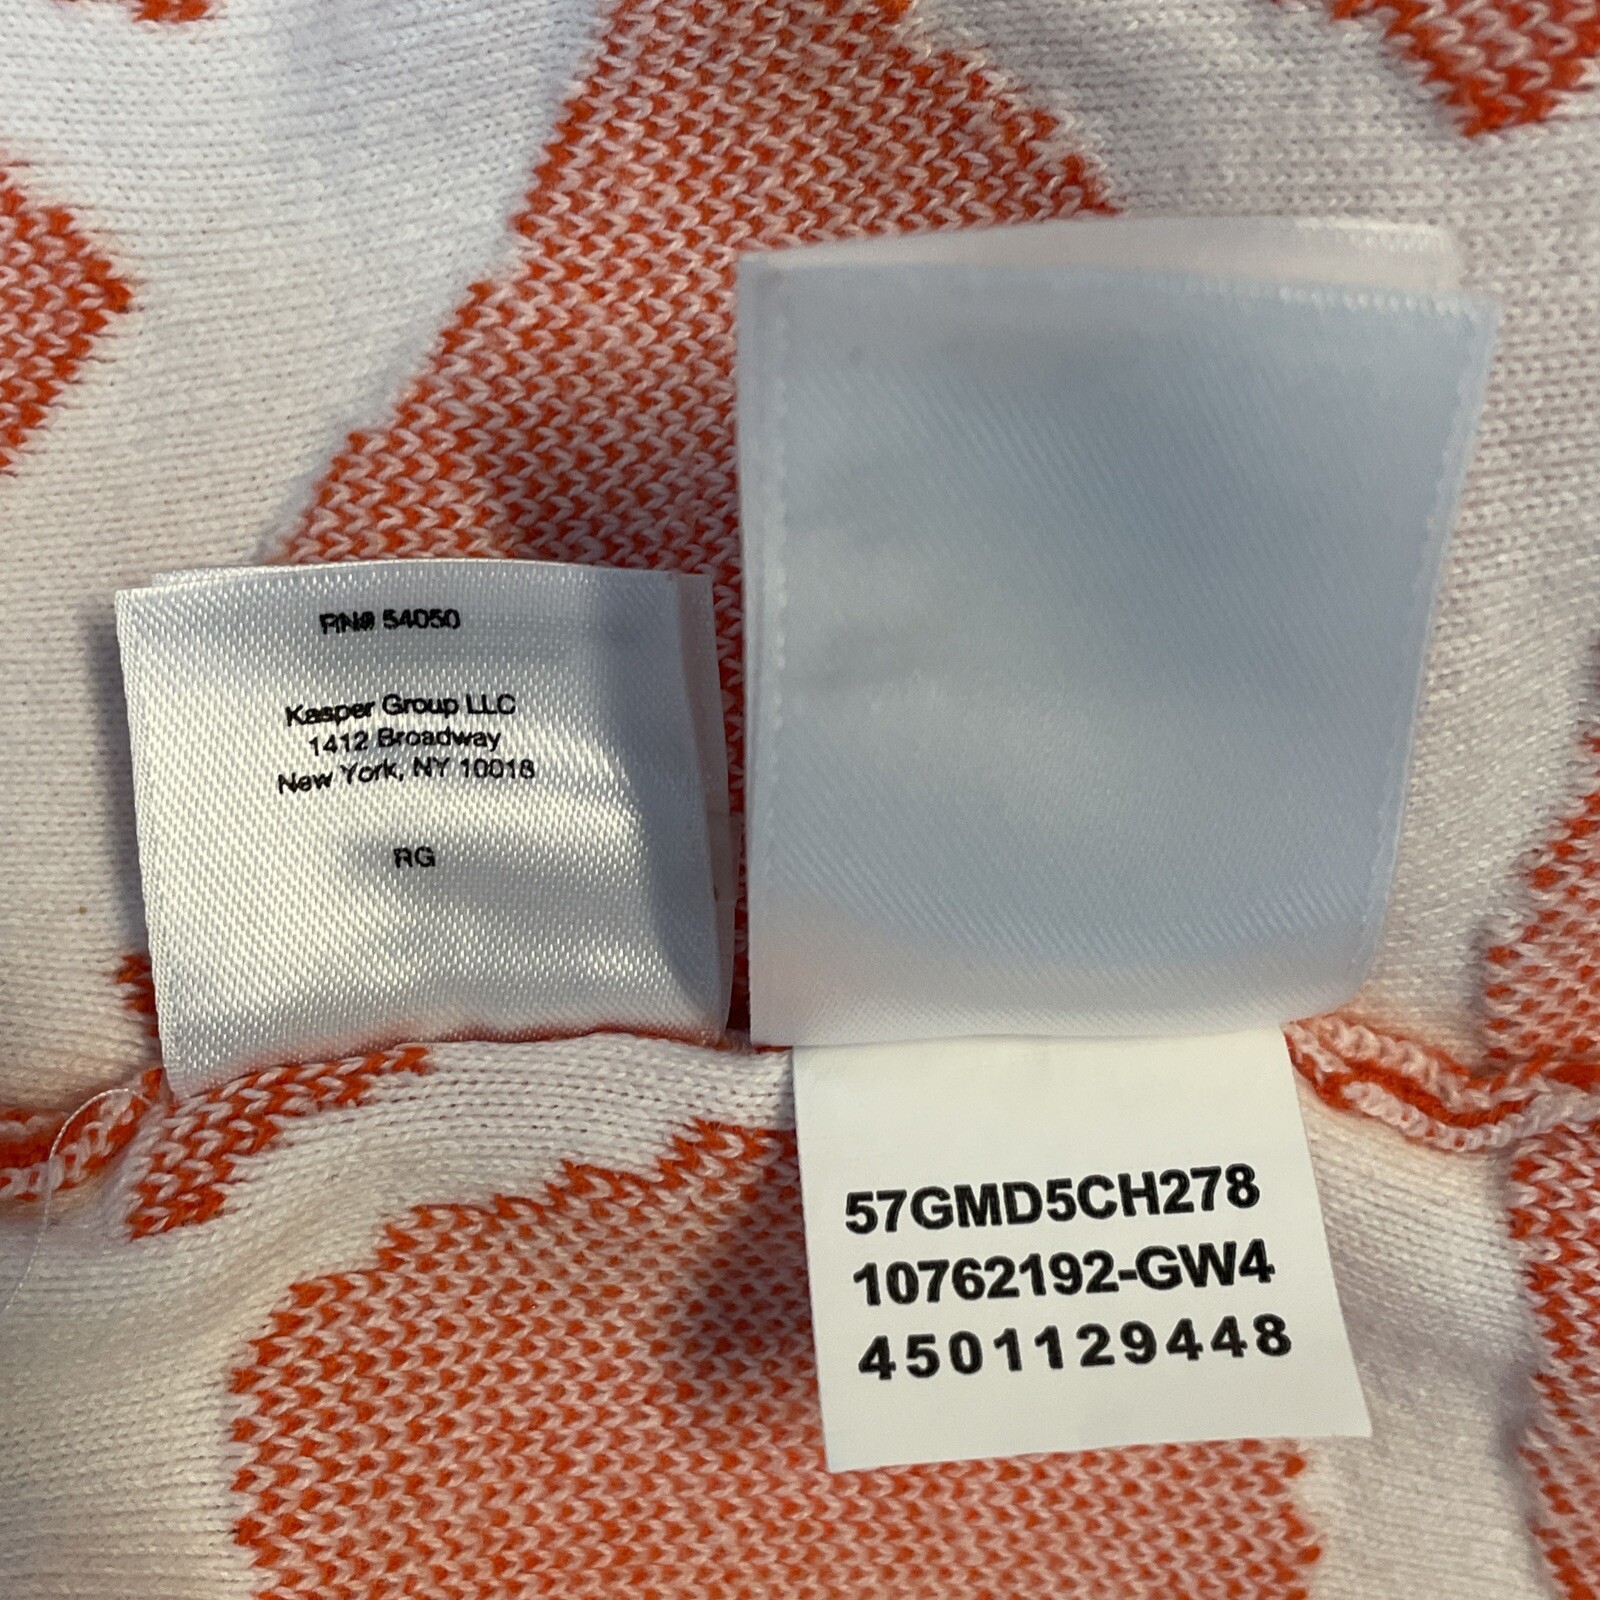 RN# 54050
Kasper Group LLC
1412 Broadway
New York, NY 10018
RG
57GMD5CH278
10762192-GW4
4501129448